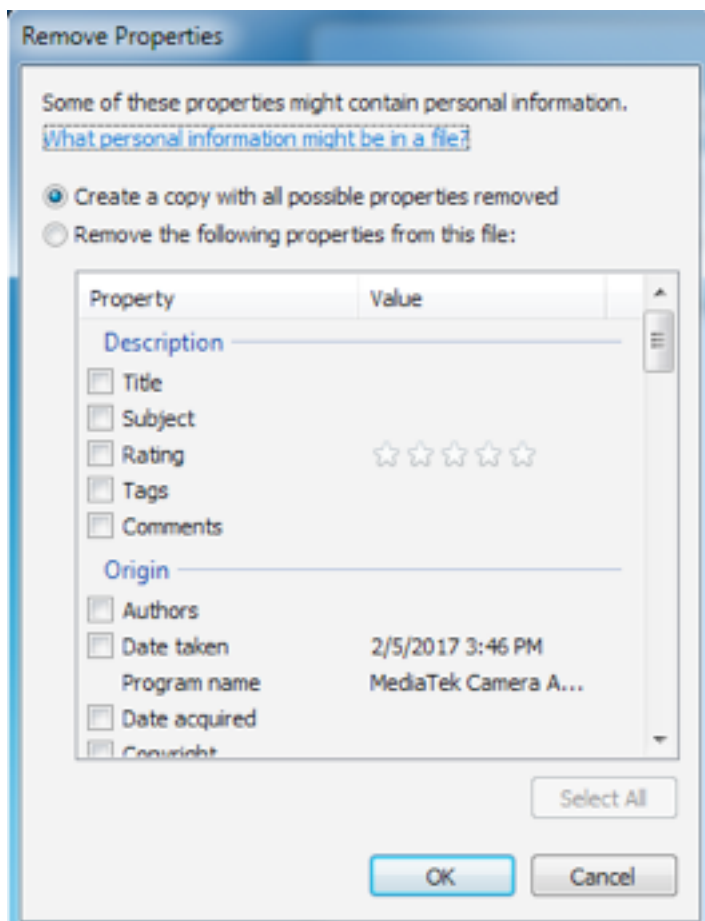 Remove Properties
Some of these properties might contain personal information.
What personal information might be in a file?
Create a copy with all possible properties removed
Remove the following properties from this file:
Property Value
Description
Title
Subject
Rating
Tags
Comments
Origin
Authors
Date taken 2/5/2017 3:46 PM
Program name MediaTek Camera A...
Date acquired
Copyright
Select All
OK Cancel